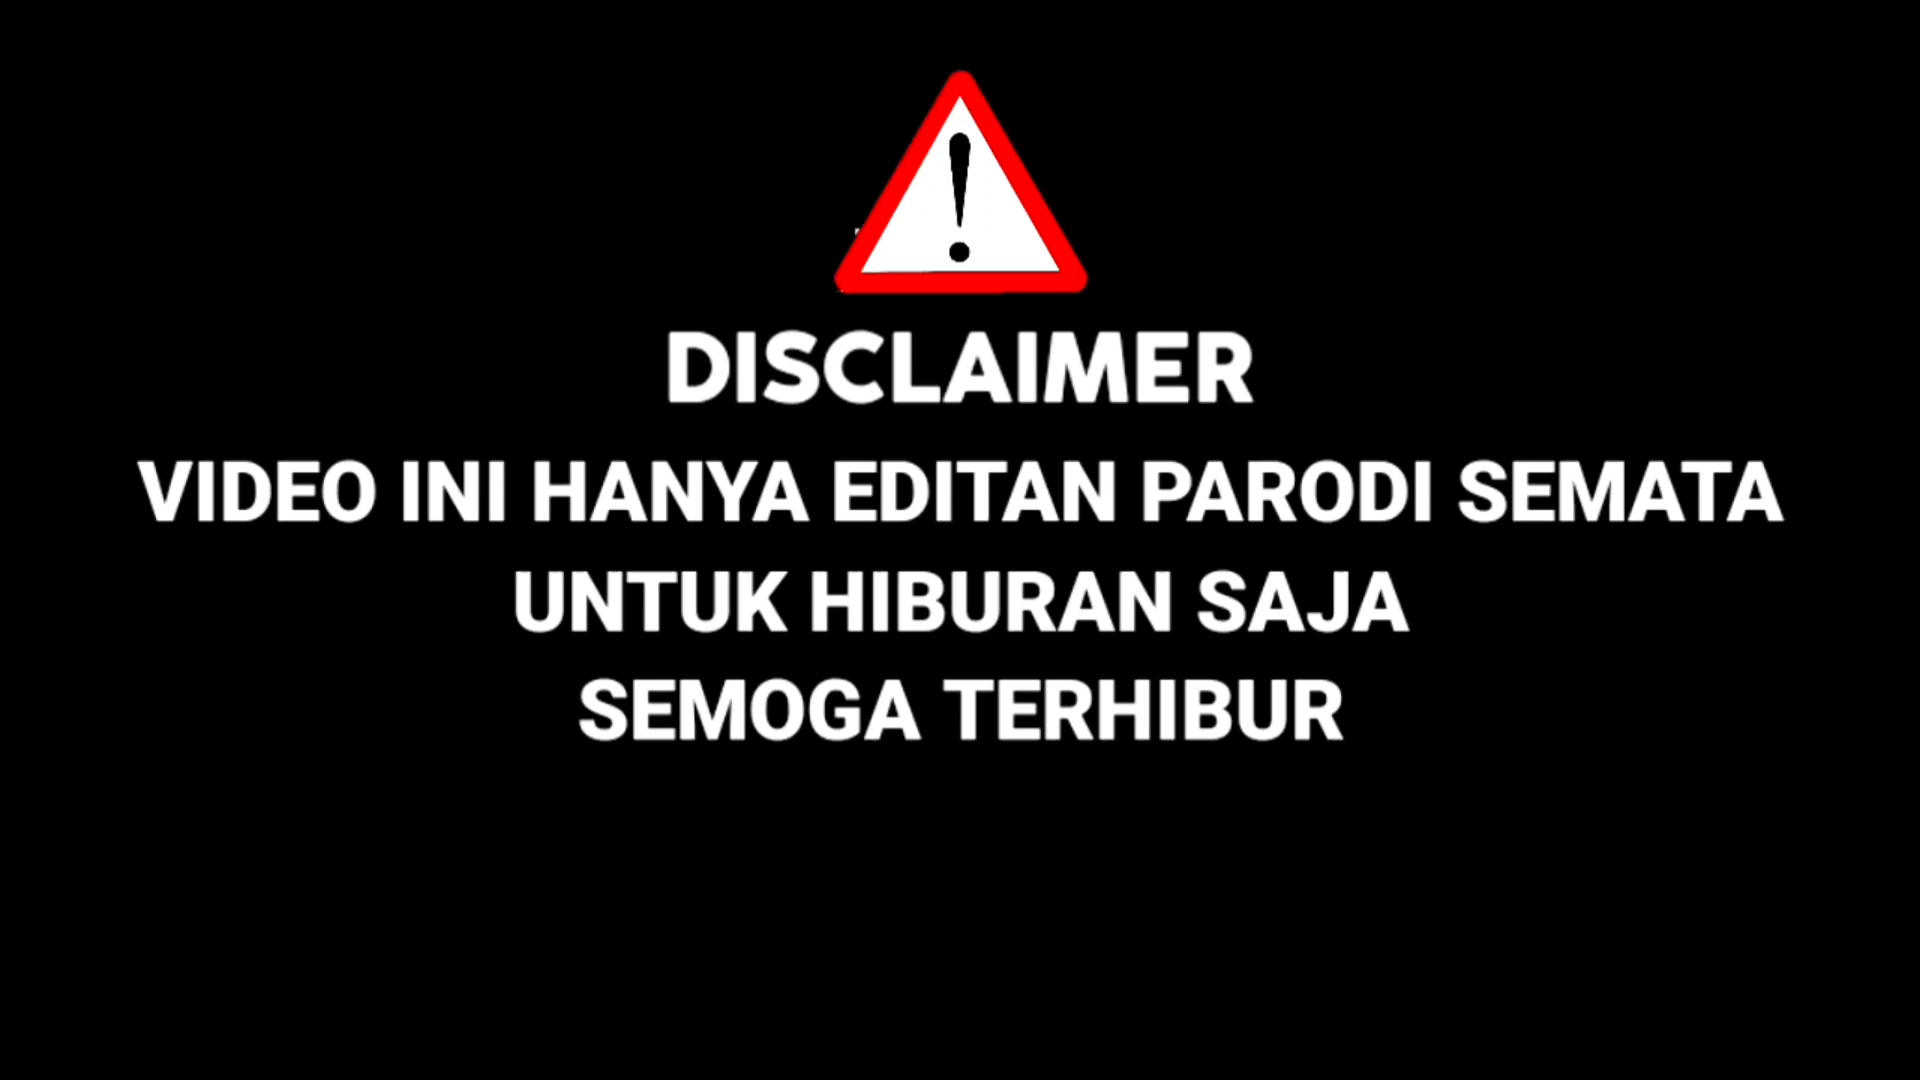 DISCLAIMER
VIDEO INI HANYA EDITAN PARODI SEMATA
UNTUK HIBURAN SAJA
SEMOGA TERHIBUR